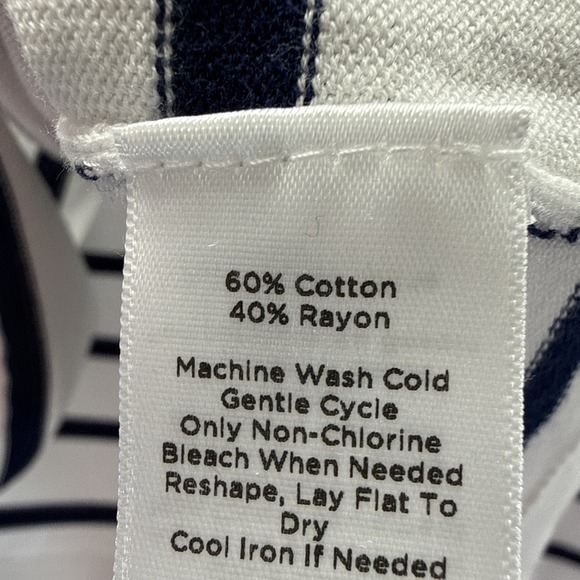 60% Cotton
40% Rayon
Machine Wash Cold
Gentle Cycle
Only Non-Chlorine
Bleach When Needed
Reshape, Lay Flat To
Dry
Cool Iron If Needed